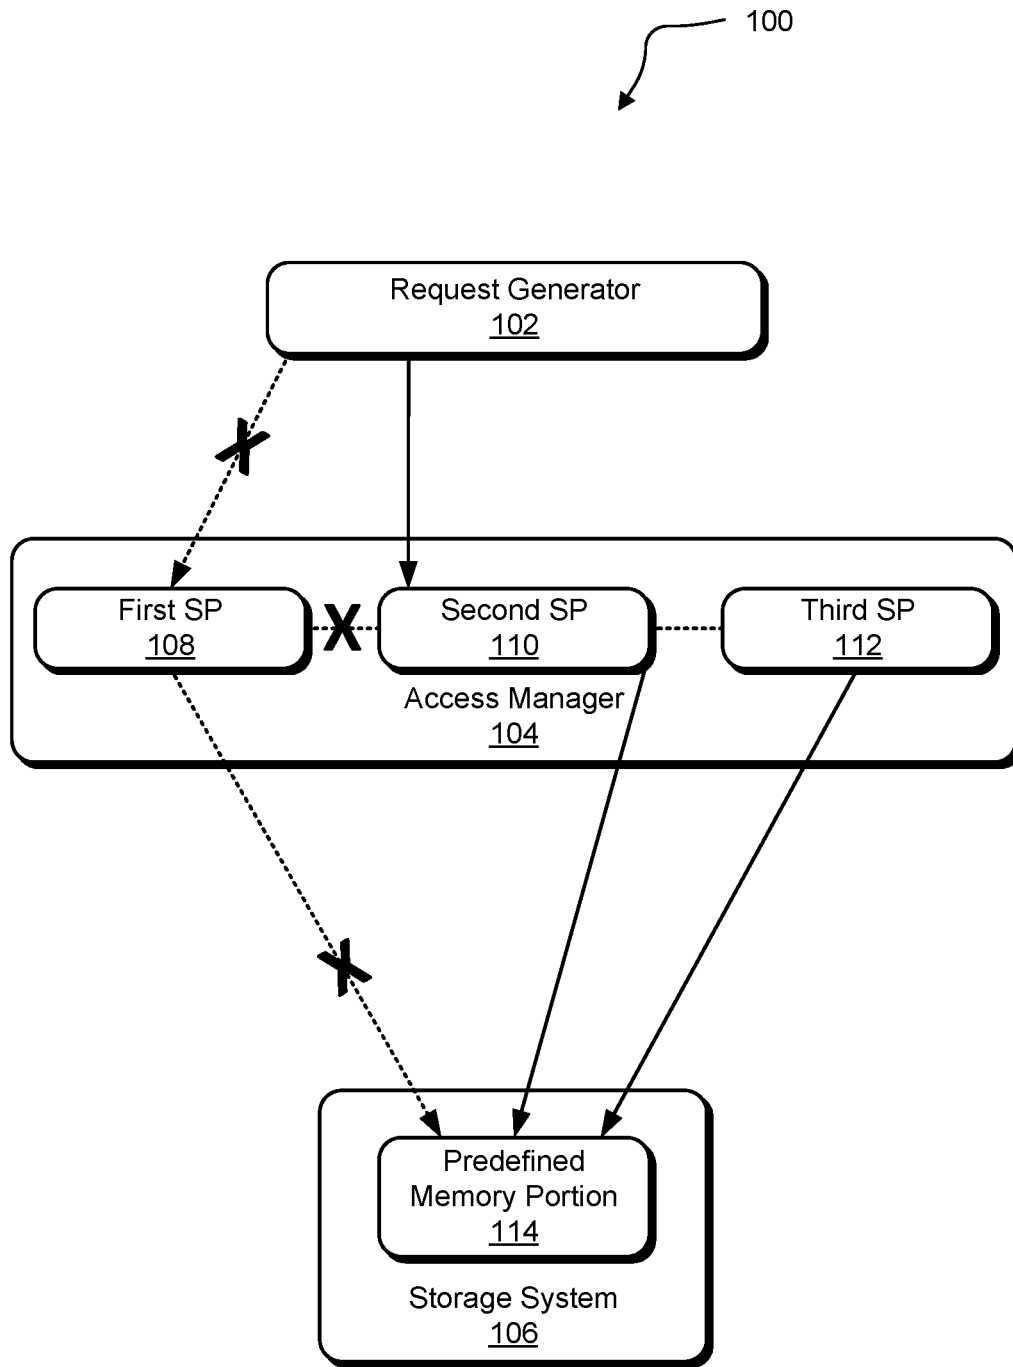 100
Request Generator
102
First SP
108
Second SP
110
Third SP
112
Access Manager
104
Predefined
Memory Portion
114
Storage System
106